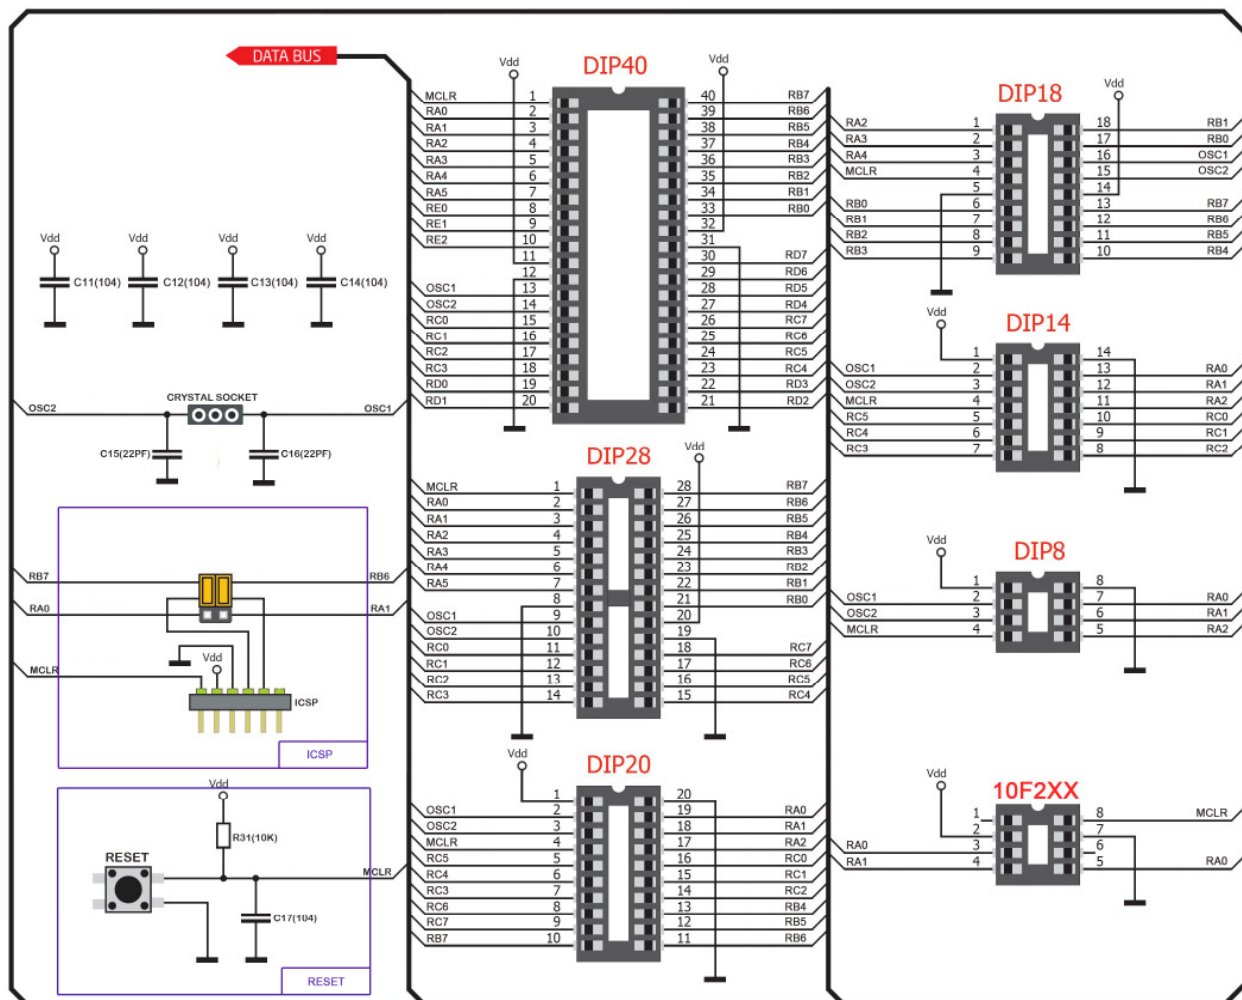 DATA BUS
Vdd Vdd Vdd Vdd
C11(104) C12(104) C13(104) C14(104)
CRYSTAL SOCKET
OSC2 OSC1
C15(22PF) C16(22PF)
RB7 RB6
RA0 RA1
Vdd
MCLR
ICSP
ICSP
Vdd
R31(10K)
RESET
MCLR
C17(104)
RESET
Vdd DIP40 Vdd
MCLR 1 40 RB7
RA0 2 39 RB6
RA1 3 38 RB5
RA2 4 37 RB4
RA3 5 36 RB3
RA4 6 35 RB2
RA5 7 34 RB1
RE0 8 33 RB0
RE1 9 32
RE2 10 31
11 30 RD7
12 29 RD6
OSC1 13 28 RD5
OSC2 14 27 RD4
RC0 15 26 RC7
RC1 16 25 RC6
RC2 17 24 RC5
RC3 18 23 RC4
RD0 19 22 RD3
RD1 20 21 RD2
DIP28 Vdd
MCLR 1 28 RB7
RA0 2 27 RB6
RA1 3 26 RB5
RA2 4 25 RB4
RA3 5 24 RB3
RA4 6 23 RB2
RA5 7 22 RB1
8 21 RB0
OSC1 9 20
OSC2 10 19
RC0 11 18 RC7
RC1 12 17 RC6
RC2 13 16 RC5
RC3 14 15 RC4
Vdd DIP20
1 20
OSC1 2 19 RA0
OSC2 3 18 RA1
MCLR 4 17 RA2
RC5 5 16 RC0
RC4 6 15 RC1
RC3 7 14 RC2
RC6 8 13 RB4
RC7 9 12 RB5
RB7 10 11 RB6
DIP18 Vdd
RA2 1 18 RB1
RA3 2 17 RB0
RA4 3 16 OSC1
MCLR 4 15 OSC2
5 14
RB0 6 13 RB7
RB1 7 12 RB6
RB2 8 11 RB5
RB3 9 10 RB4
Vdd DIP14
1 14
OSC1 2 13 RA0
OSC2 3 12 RA1
MCLR 4 11 RA2
RC5 5 10 RC0
RC4 6 9 RC1
RC3 7 8 RC2
Vdd DIP8
1 8
OSC1 2 7 RA0
OSC2 3 6 RA1
MCLR 4 5 RA2
Vdd 10F2XX
1 8 MCLR
2 7
RA0 3 6
RA1 4 5 RA0